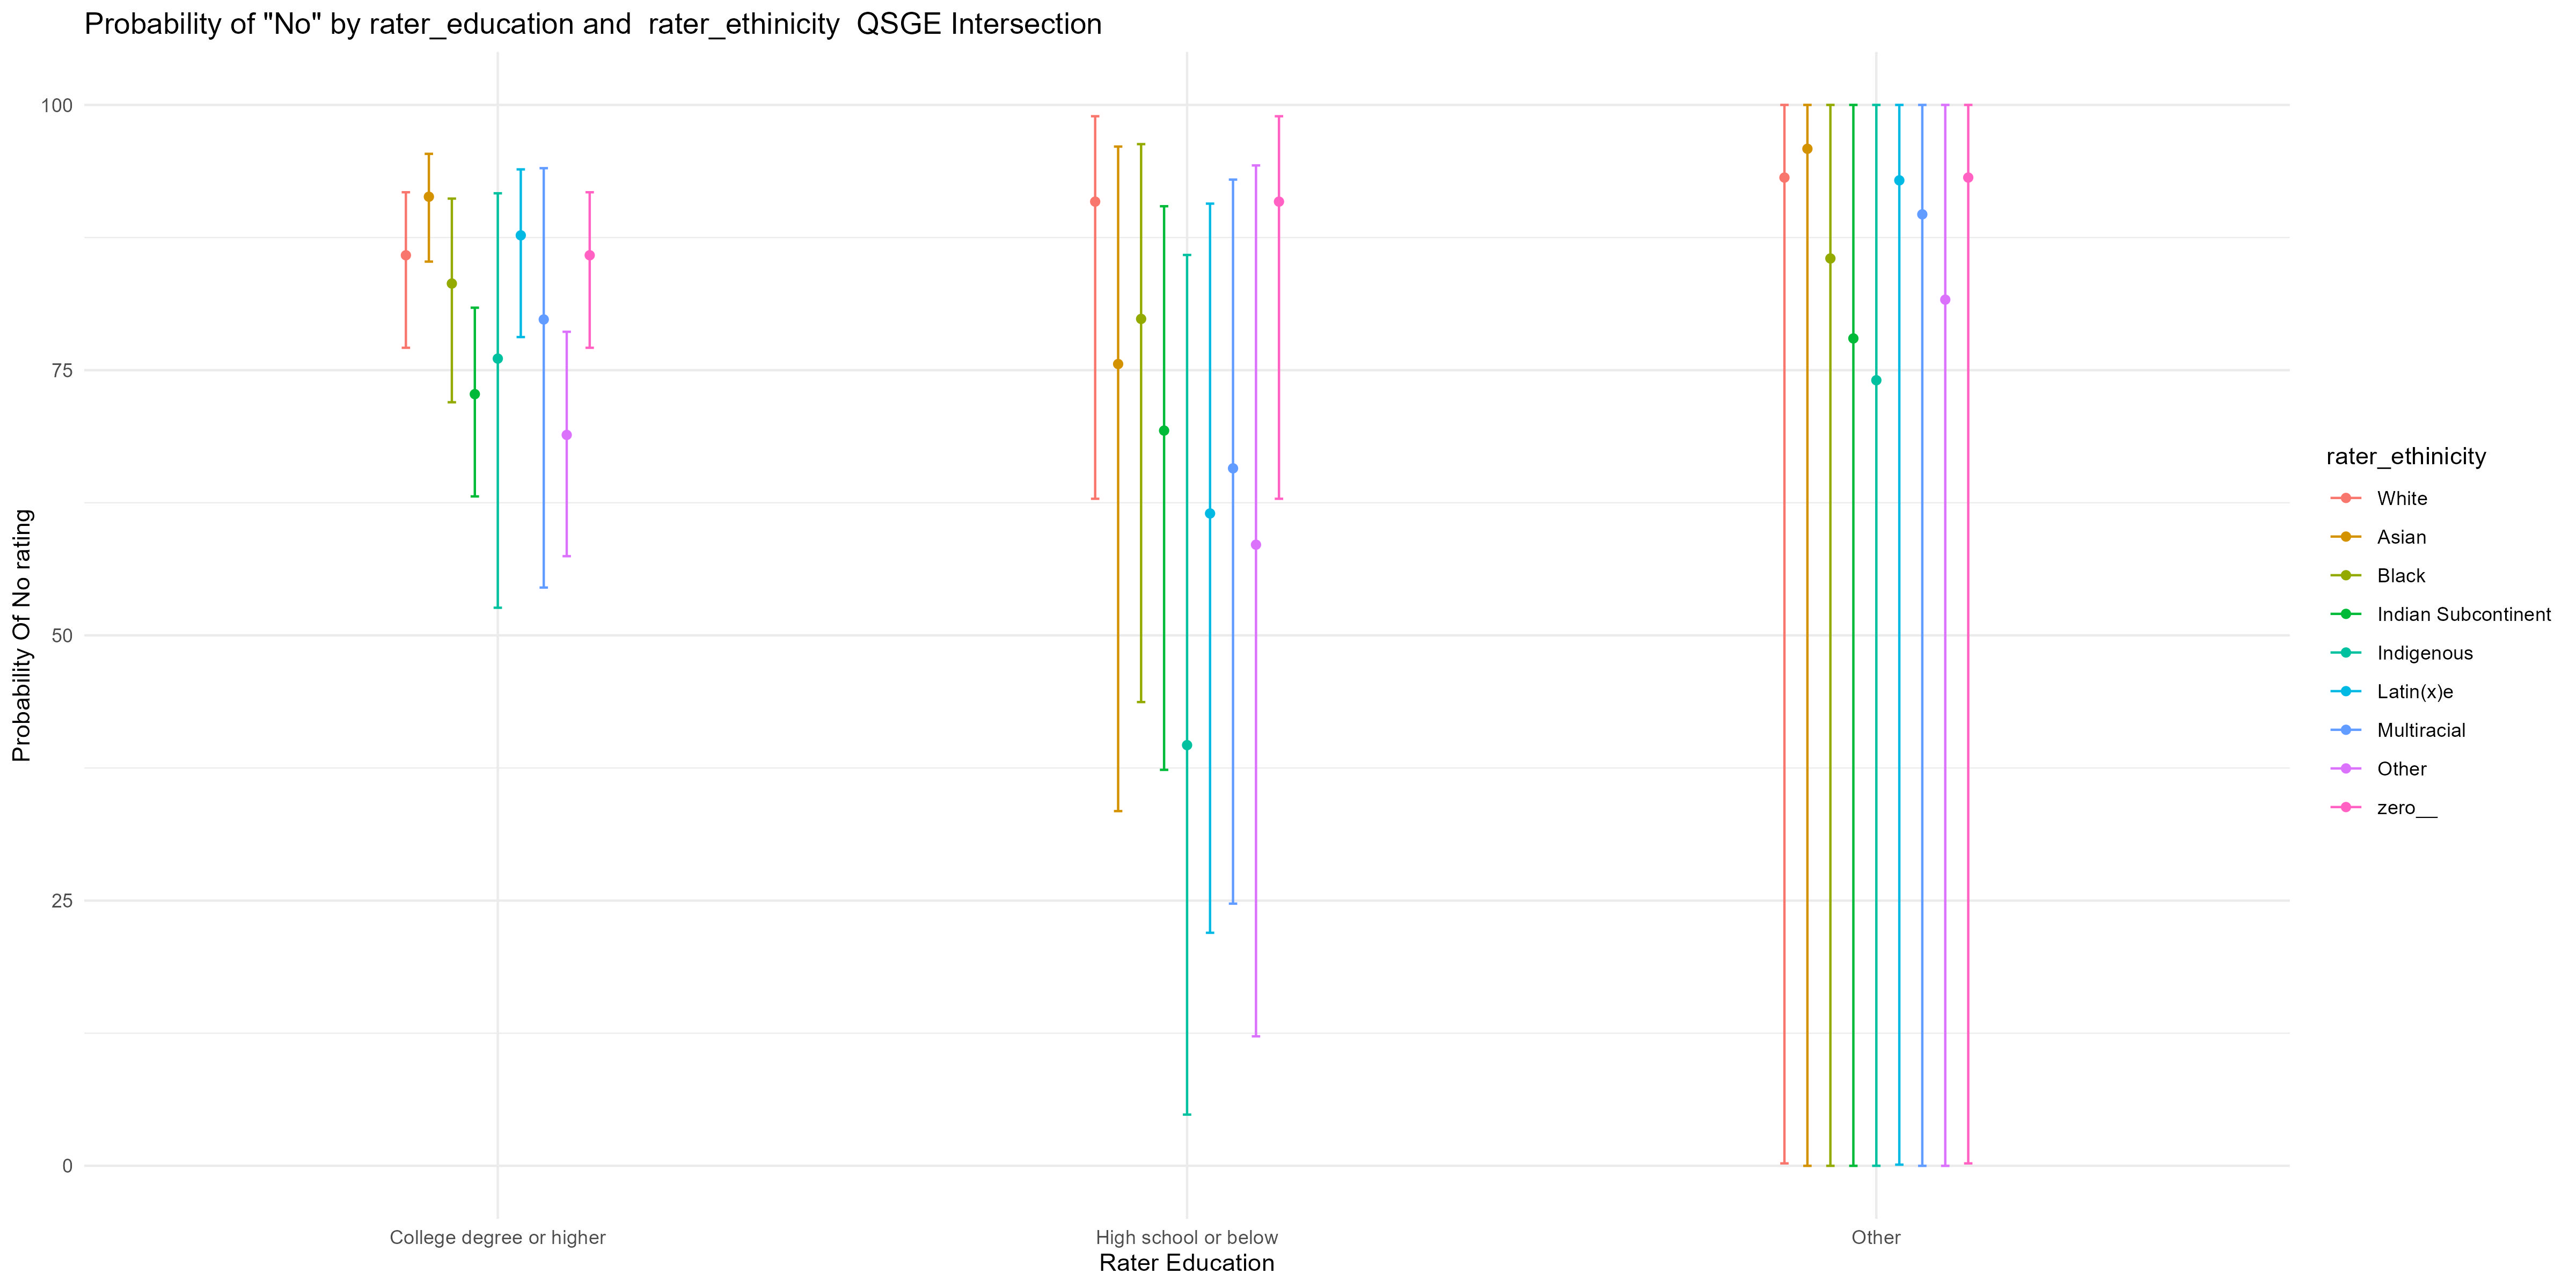 Probability of "No" by rater_education and  rater_ethinicity  QSGE Intersection
100
75
50
25
0
Probability Of No rating
College degree or higher
High school or below
Other
Rater Education
rater_ethinicity
White
Asian
Black
Indian Subcontinent
Indigenous
Latin(x)e
Multiracial
Other
zero__